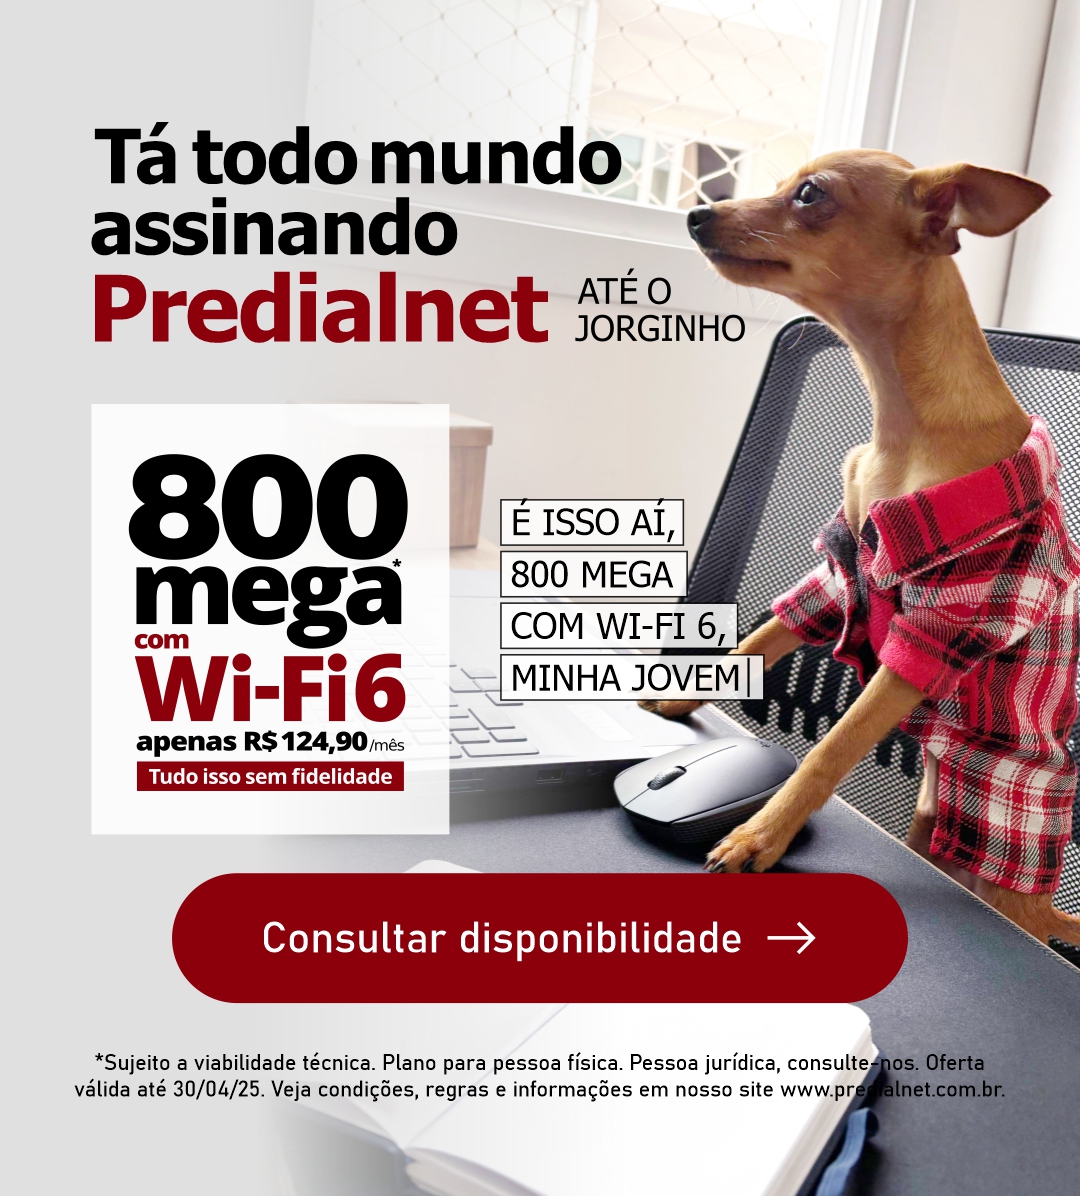 Tá todo mundo
assinando
Predialnet
ATÉ O
JORGINHO
800
mega*
com
Wi-Fi 6
apenas R$ 124,90/mês
Tudo isso sem fidelidade
É ISSO AÍ,
800 MEGA
COM WI-FI 6,
MINHA JOVEM|
Consultar disponibilidade →
*Sujeito a viabilidade técnica. Plano para pessoa física. Pessoa jurídica, consulte-nos. Oferta
válida até 30/04/25. Veja condições, regras e informações em nosso site www.predialnet.com.br.